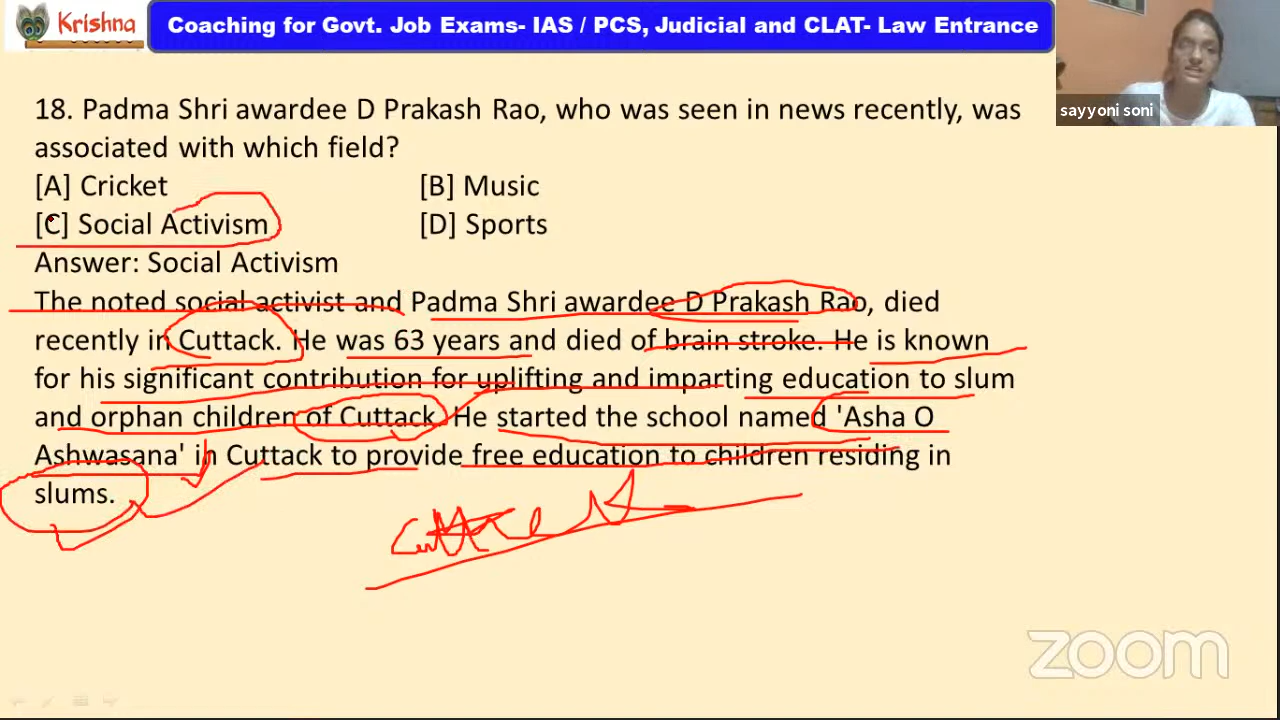 Krishna
Coaching for Govt. Job Exams- IAS / PCS, Judicial and CLAT- Law Entrance
sayyoni soni
18. Padma Shri awardee D Prakash Rao, who was seen in news recently, was
associated with which field?
[A] Cricket [B] Music
[C] Social Activism [D] Sports
Answer: Social Activism
The noted social activist and Padma Shri awardee D Prakash Rao, died
recently in Cuttack. He was 63 years and died of brain stroke. He is known
for his significant contribution for uplifting and imparting education to slum
and orphan children of Cuttack. He started the school named 'Asha O
Ashwasana' in Cuttack to provide free education to children residing in
slums.
zoom